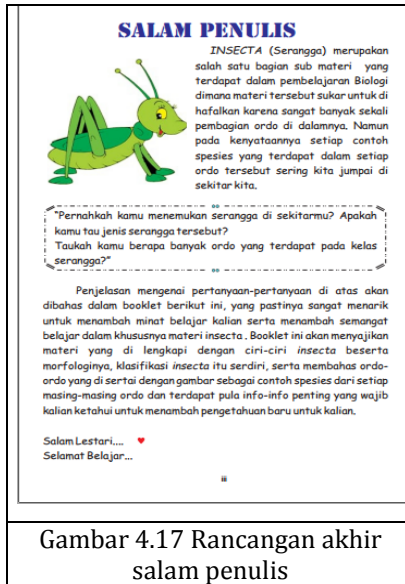 SALAM PENULIS
INSECTA (Serangga) merupakan
salah satu bagian sub materi yang
terdapat dalam pembelajaran Biologi
dimana materi tersebut sukar untuk di
hafalkan karena sangat banyak sekali
pembagian ordo di dalamnya. Namun
pada kenyataannya setiap contoh
spesies yang terdapat dalam setiap
ordo tersebut sering kita jumpai di
sekitar kita.
"Pernahkah kamu menemukan serangga di sekitarmu? Apakah
kamu tau jenis serangga tersebut?
Taukah kamu berapa banyak ordo yang terdapat pada kelas
serangga?"
Penjelasan mengenai pertanyaan-pertanyaan di atas akan
dibahas dalam booklet berikut ini, yang pastinya sangat menarik
untuk menambah minat belajar kalian serta menambah semangat
belajar dalam khususnya materi insecta . Booklet ini akan menyajikan
materi yang di lengkapi dengan ciri-ciri insecta beserta
morfologinya, klasifikasi insecta itu serdiri, serta membahas ordo-
ordo yang di sertai dengan gambar sebagai contoh spesies dari setiap
masing-masing ordo dan terdapat pula info-info penting yang wajib
kalian ketahui untuk menambah pengetahuan baru untuk kalian.
Salam Lestari,...
Selamat Belajar...
iii
Gambar 4.17 Rancangan akhir
salam penulis